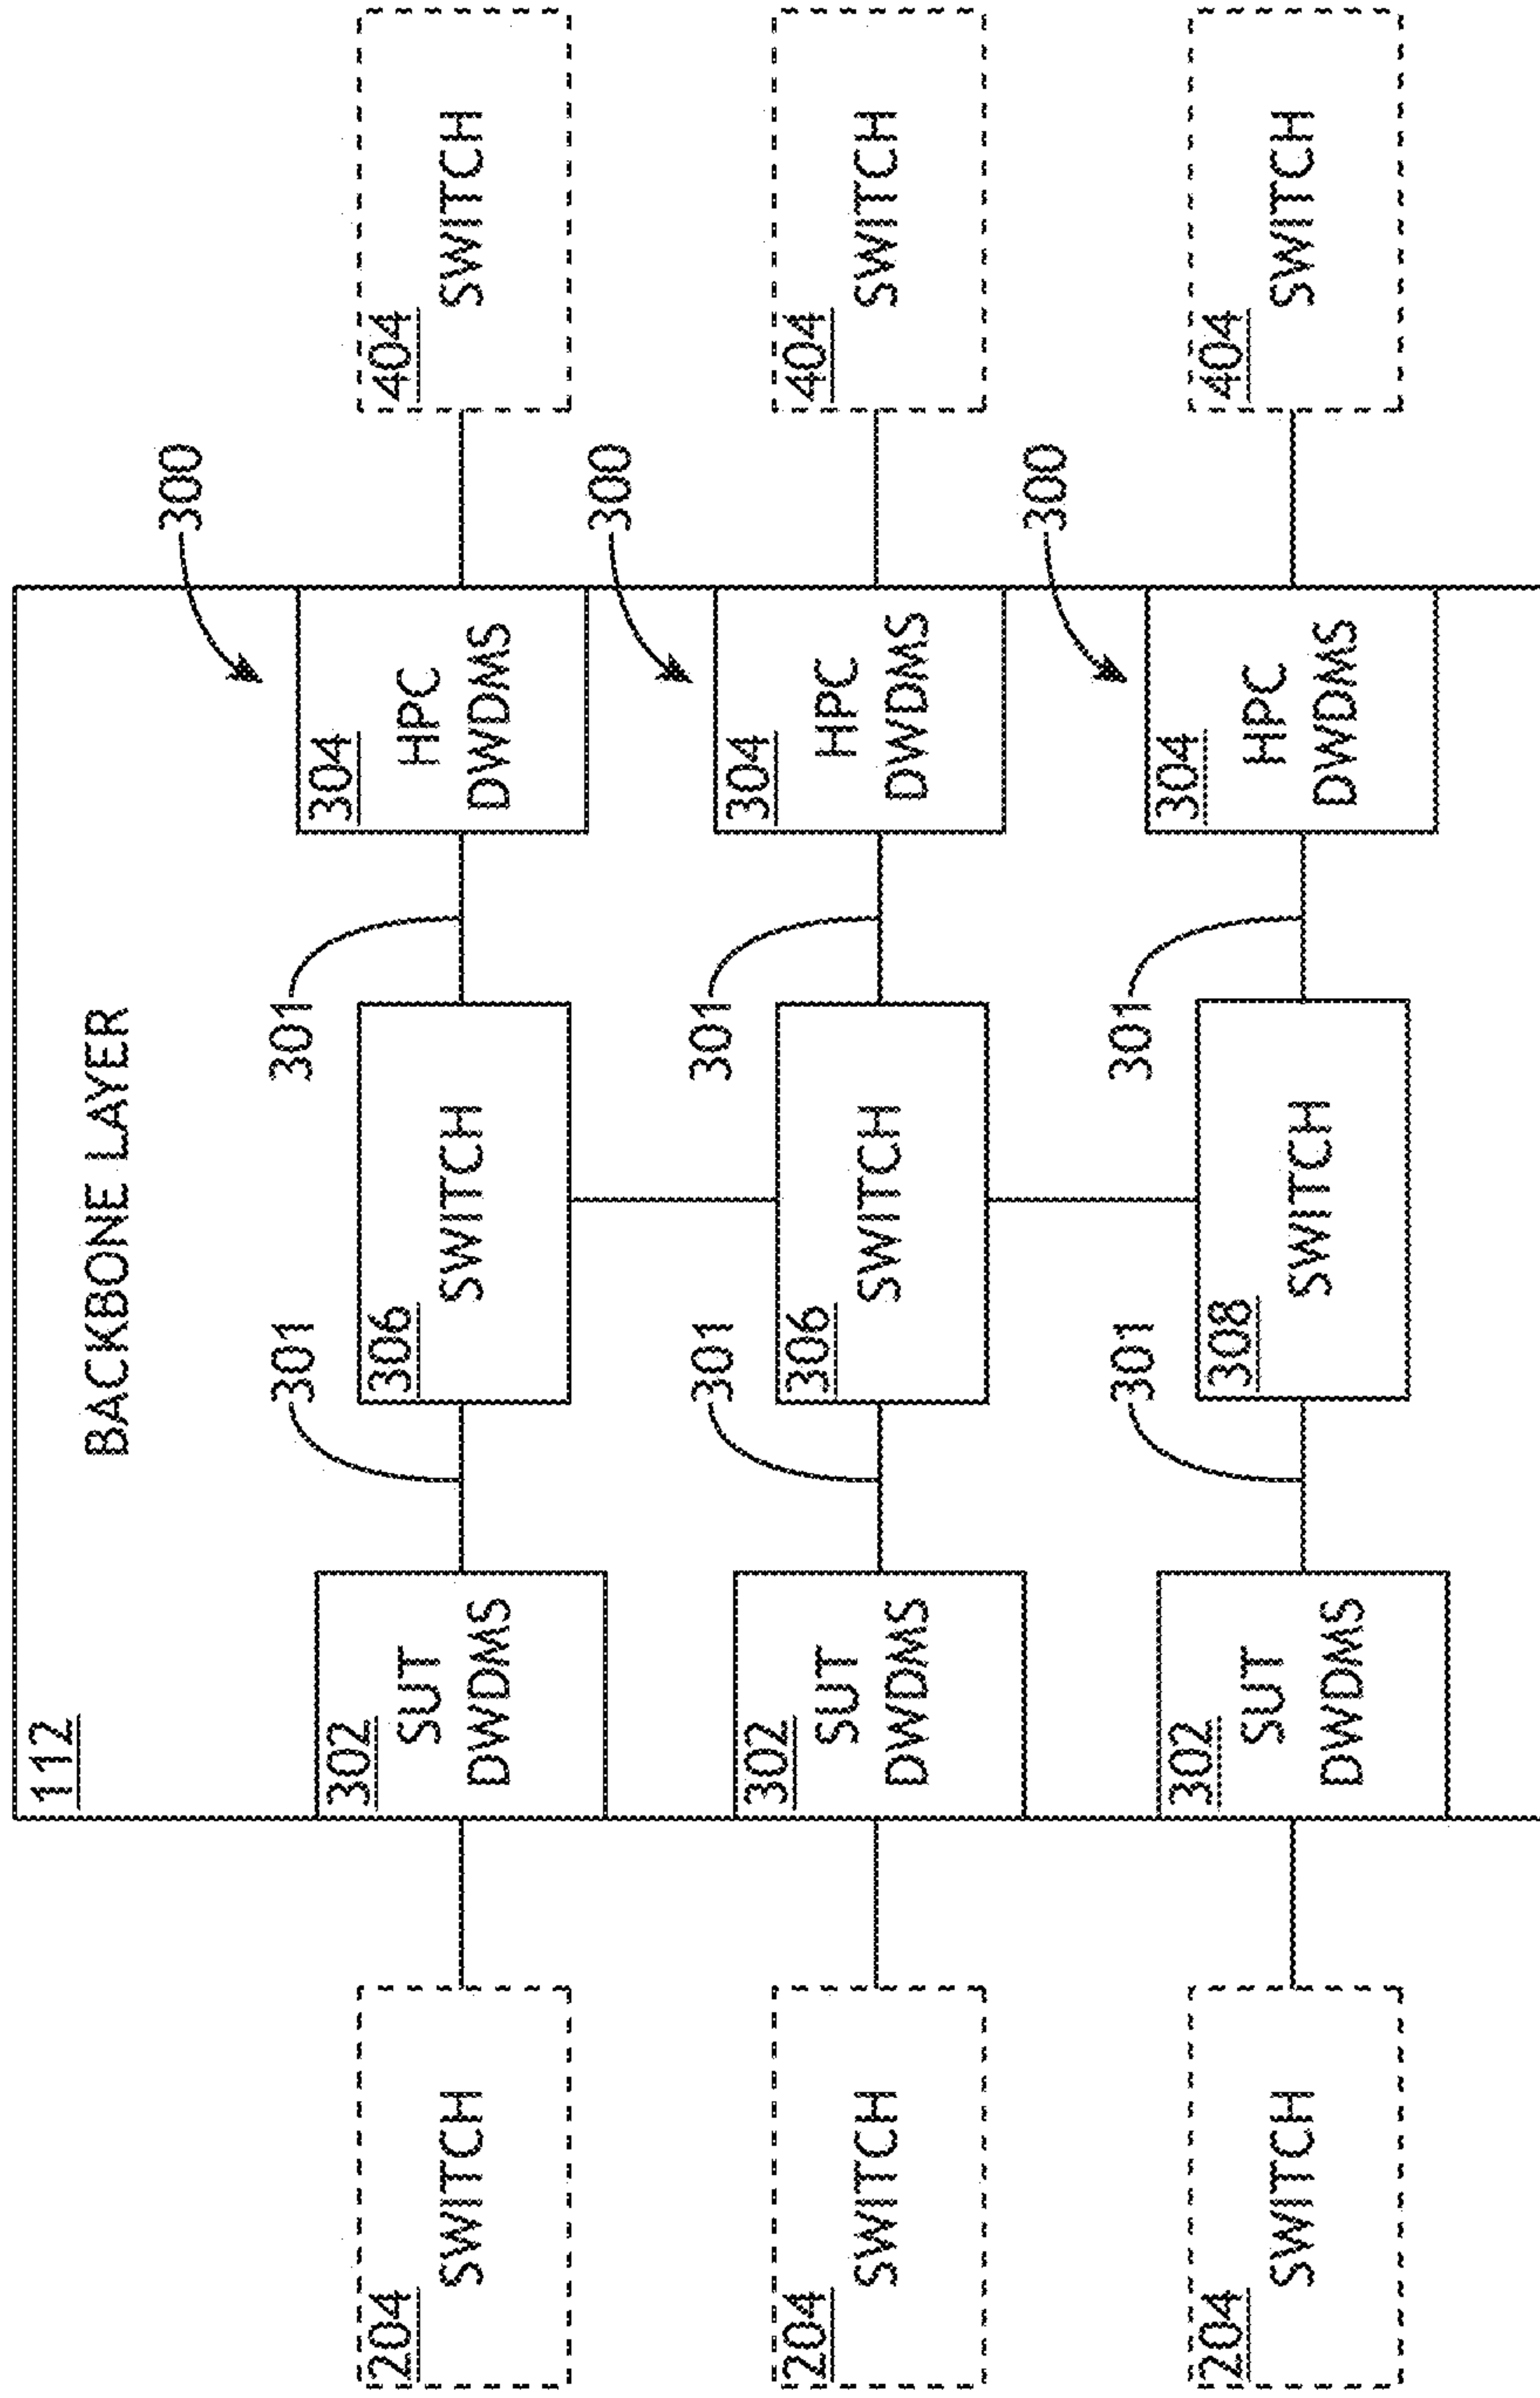 112
BACKBONE LAYER
300
204
SWITCH
302
SUT
DWDMS
301
306
SWITCH
301
304
HPC
DWDMS
404
SWITCH
300
204
SWITCH
302
SUT
DWDMS
301
306
SWITCH
301
304
HPC
DWDMS
404
SWITCH
300
204
SWITCH
302
SUT
DWDMS
301
308
SWITCH
301
304
HPC
DWDMS
404
SWITCH